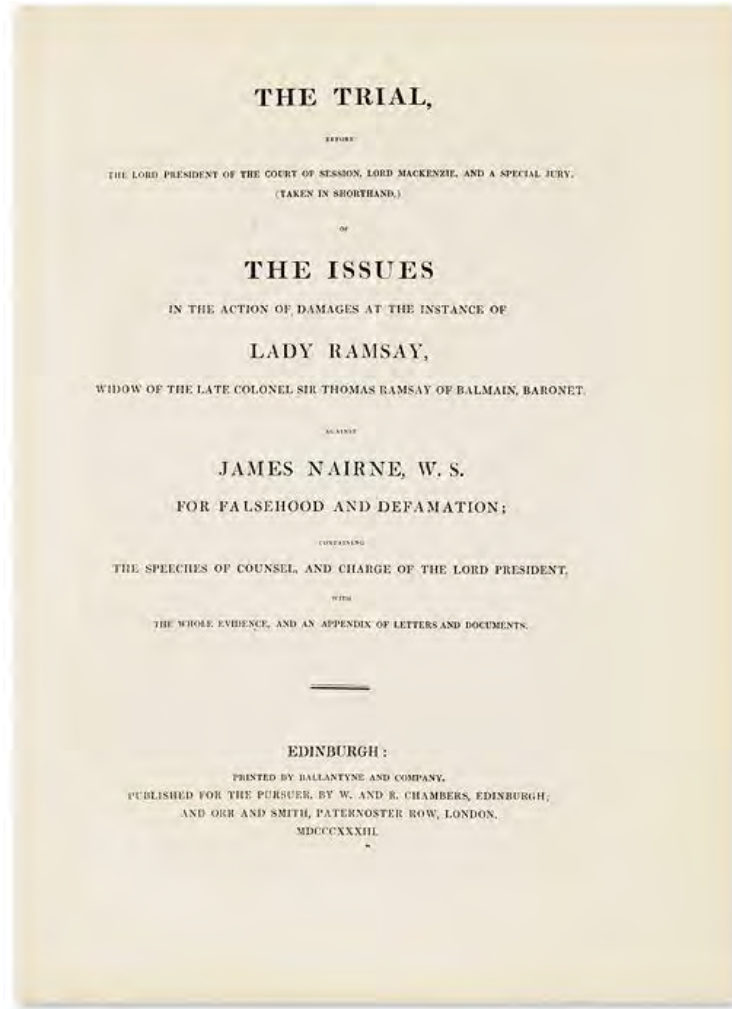 THE TRIAL,
BEFORE
THE LORD PRESIDENT OF THE COURT OF SESSION, LORD MACKENZIE, AND A SPECIAL JURY,
(TAKEN IN SHORTHAND,)
OF
THE ISSUES
IN THE ACTION OF DAMAGES AT THE INSTANCE OF
LADY RAMSAY,
WIDOW OF THE LATE COLONEL SIR THOMAS RAMSAY OF BALMAIN, BARONET,
AGAINST
JAMES NAIRNE, W. S.
FOR FALSEHOOD AND DEFAMATION;
CONTAINING
THE SPEECHES OF COUNSEL, AND CHARGE OF THE LORD PRESIDENT,
WITH
THE WHOLE EVIDENCE, AND AN APPENDIX OF LETTERS AND DOCUMENTS.
EDINBURGH:
PRINTED BY BALLANTYNE AND COMPANY,
PUBLISHED FOR THE PURSUER, BY W. AND R. CHAMBERS, EDINBURGH;
AND ORR AND SMITH, PATERNOSTER ROW, LONDON.
MDCCCXXXIII.